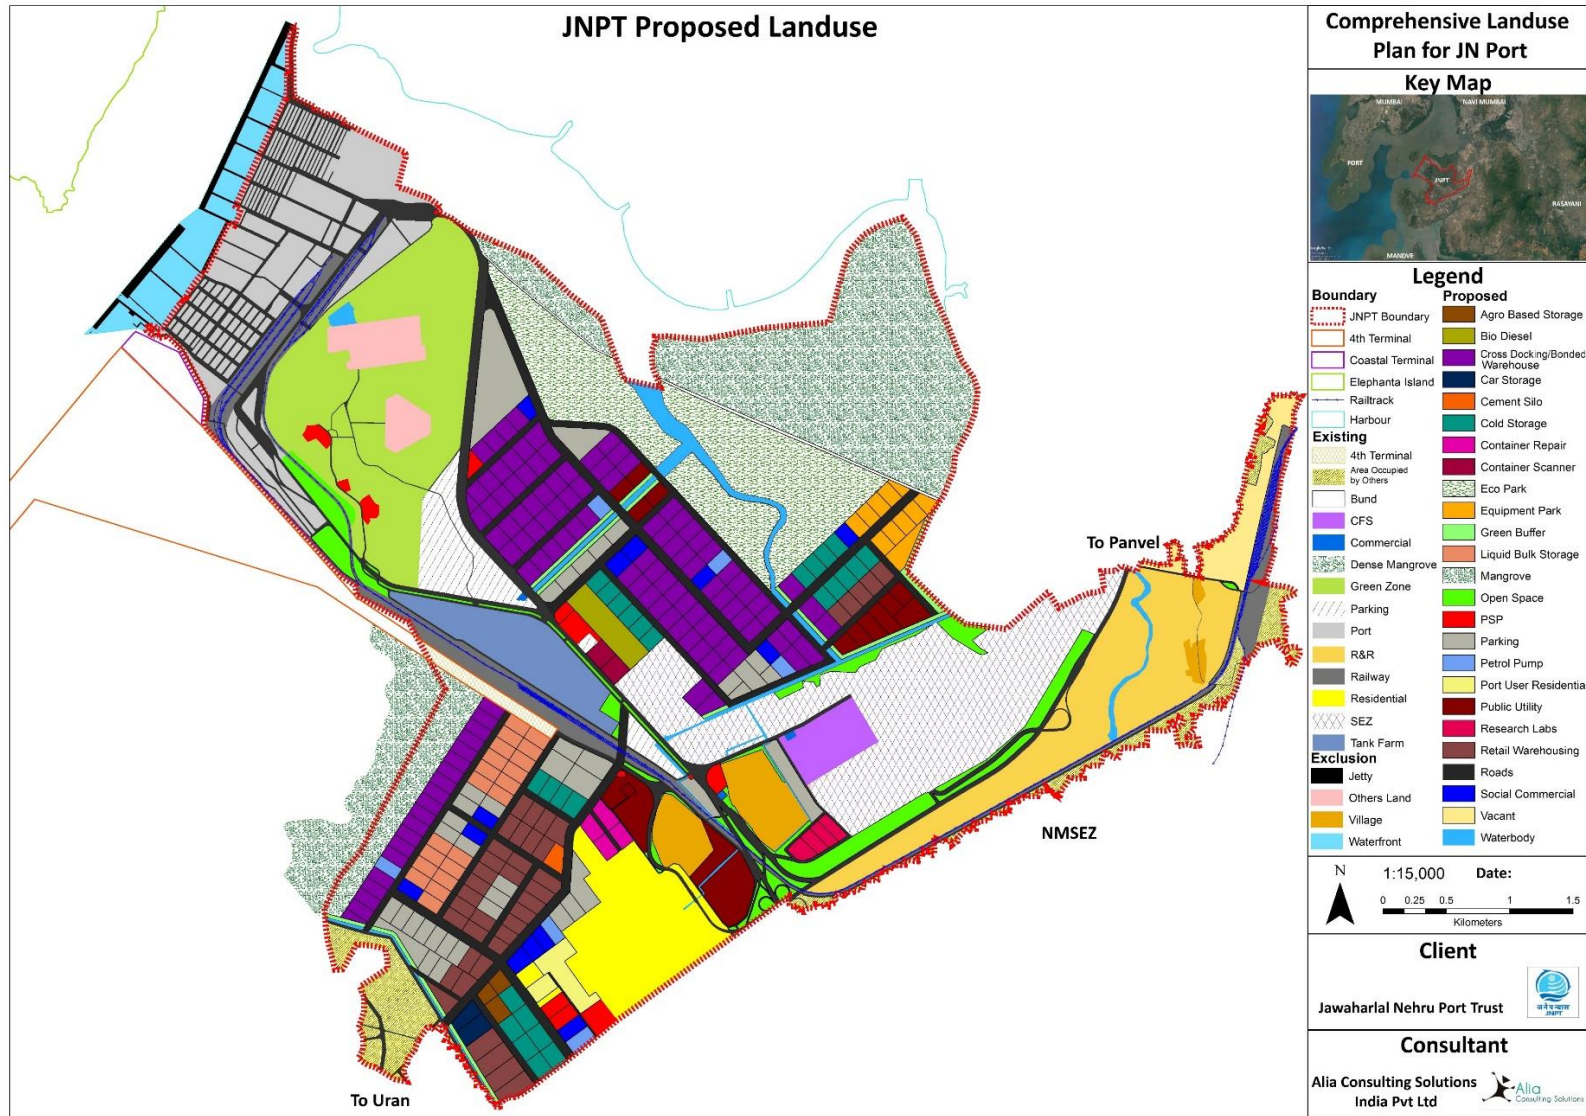 JNPT Proposed Landuse
To Panvel
NMSEZ
To Uran
Comprehensive Landuse
Plan for JN Port
Key Map
MUMBAI
NAVI MUMBAI
FORT
JNPT
RASAYANI
MANDVE
Legend
Boundary
JNPT Boundary
4th Terminal
Coastal Terminal
Elephanta Island
Railtrack
Harbour
Existing
4th Terminal
Area Occupied
by Others
Bund
CFS
Commercial
Dense Mangrove
Green Zone
Parking
Port
R&R
Railway
Residential
SEZ
Tank Farm
Exclusion
Jetty
Others Land
Village
Waterfront
Proposed
Agro Based Storage
Bio Diesel
Cross Docking/Bonded
Warehouse
Car Storage
Cement Silo
Cold Storage
Container Repair
Container Scanner
Eco Park
Equipment Park
Green Buffer
Liquid Bulk Storage
Mangrove
Open Space
PSP
Parking
Petrol Pump
Port User Residentia
Public Utility
Research Labs
Retail Warehousing
Roads
Social Commercial
Vacant
Waterbody
N
1:15,000 Date:
0 0.25 0.5 1 1.5
Kilometers
Client
Jawaharlal Nehru Port Trust
JNPT
Consultant
Alia Consulting Solutions
India Pvt Ltd
Alia
Consulting Solutions